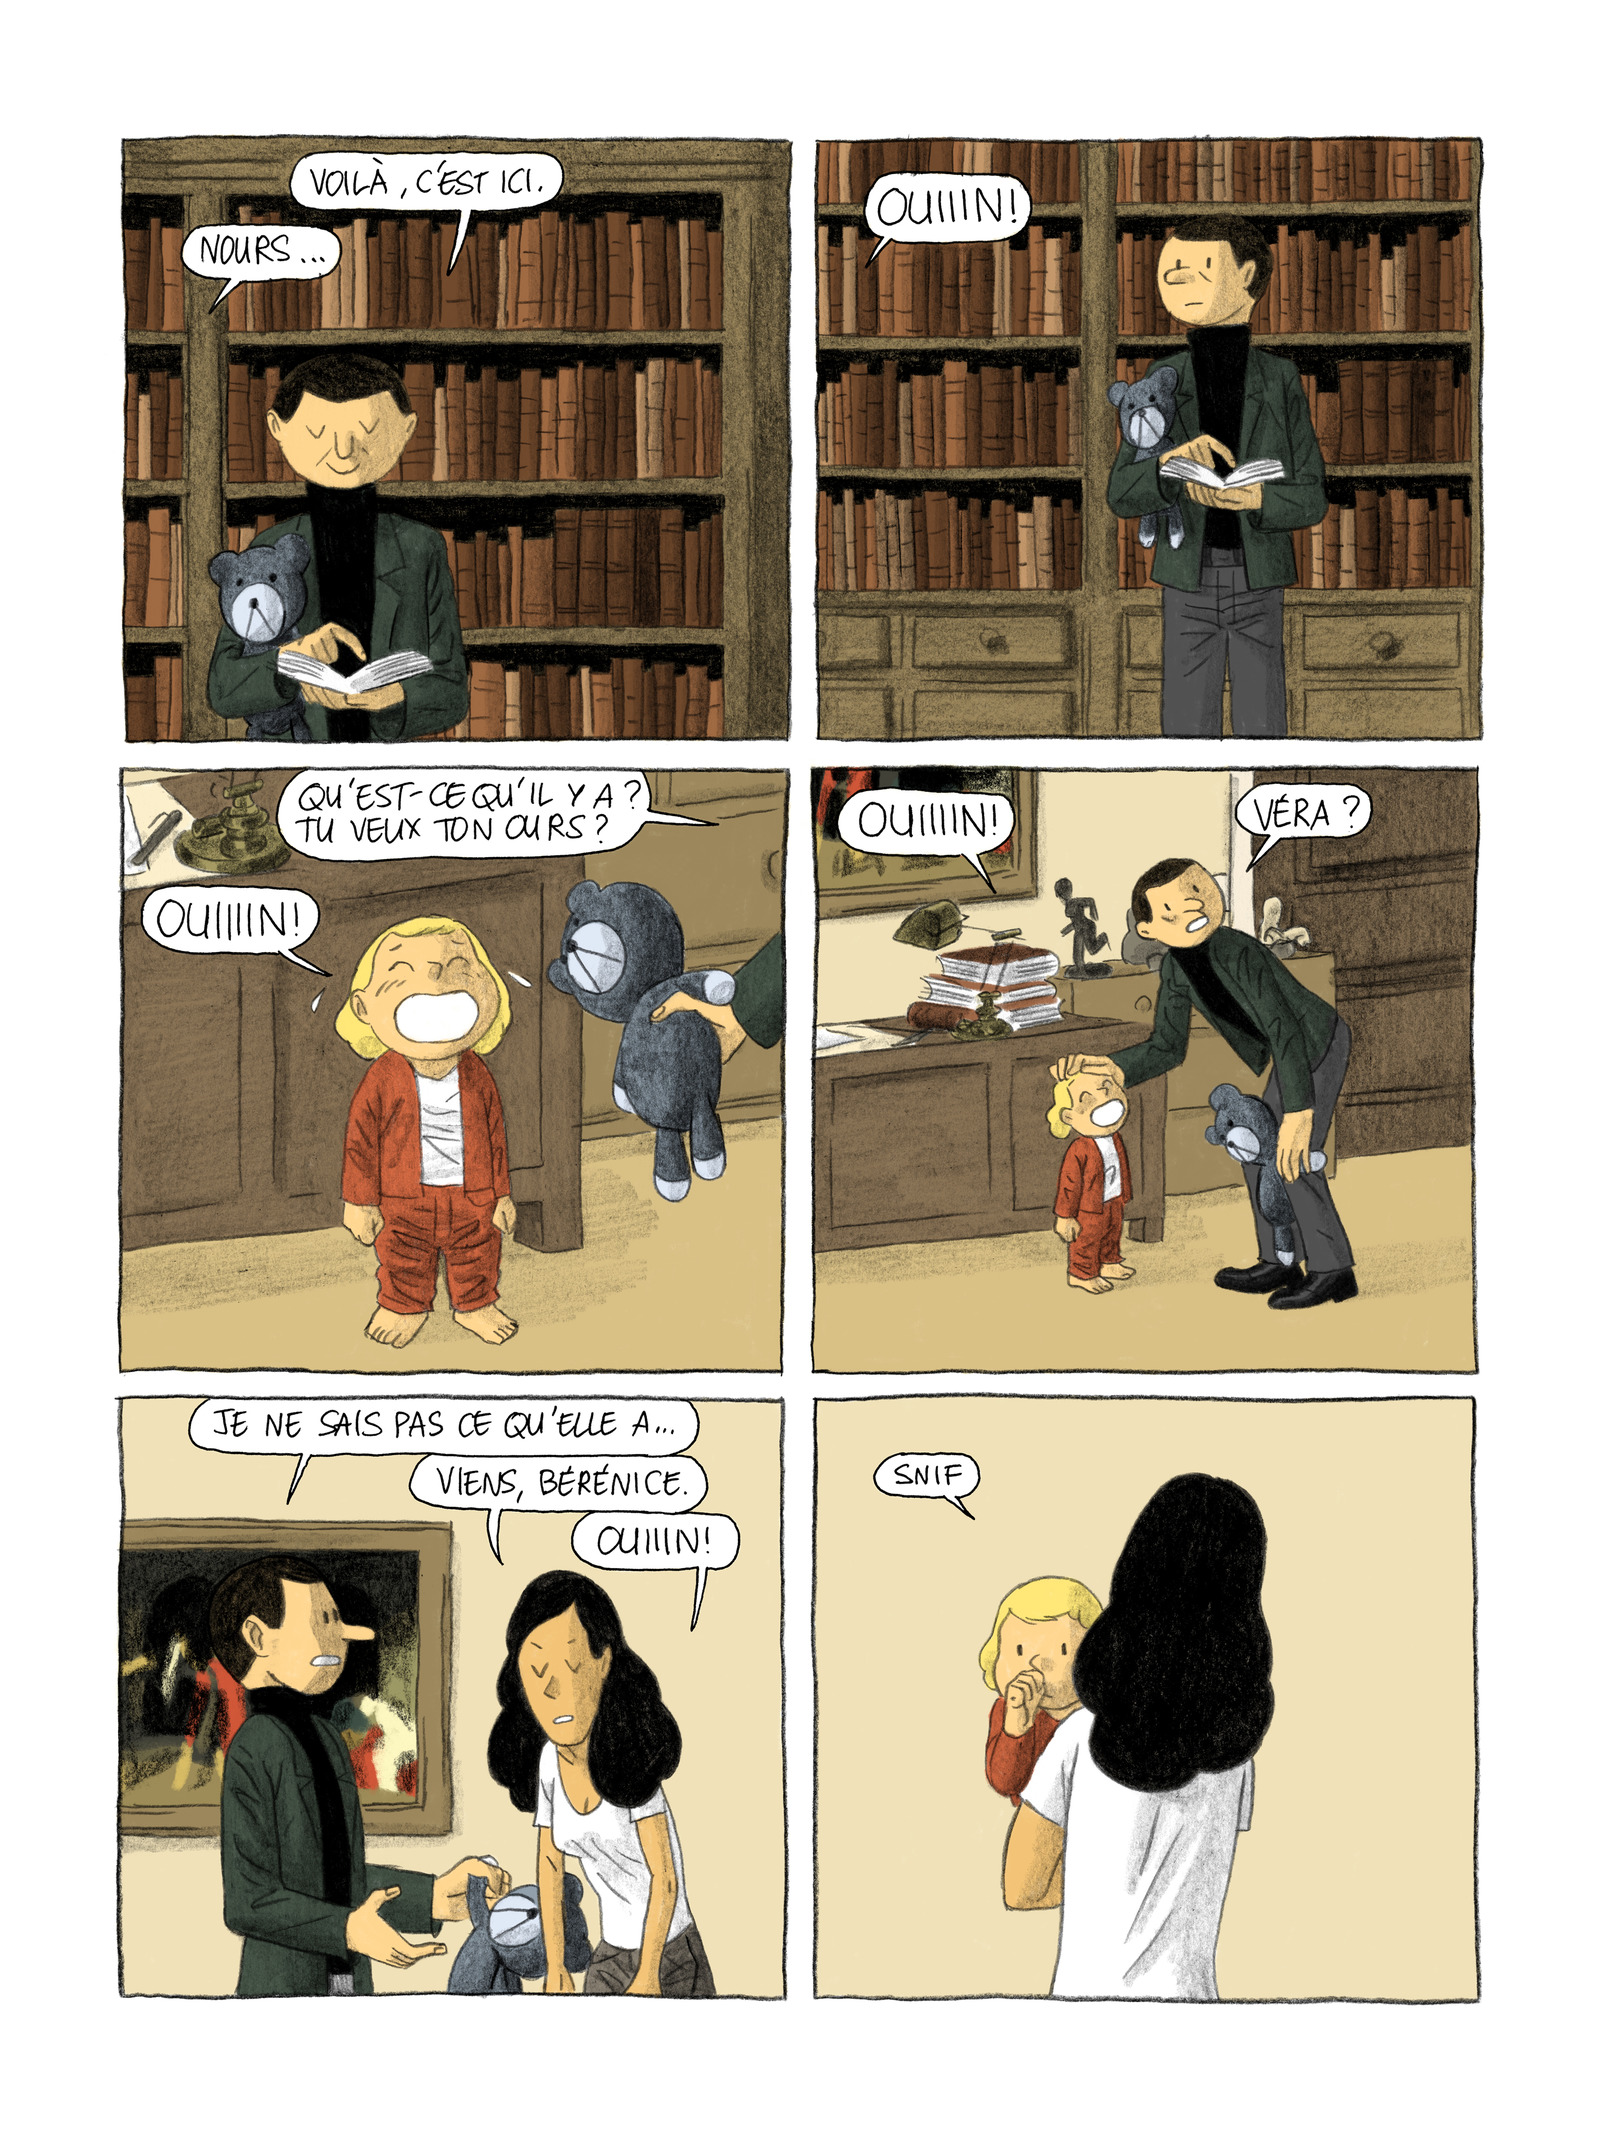 VOILÀ, C'EST ICI.
NOURS...
OUIIIIN!
QU'EST-CE QU'IL Y A?
TU VEUX TON OURS?
OUIIIIN!
OUIIIIN!
VÉRA?
JE NE SAIS PAS CE QU'ELLE A...
VIENS, BÉRÉNICE.
OUIIIN!
SNIF